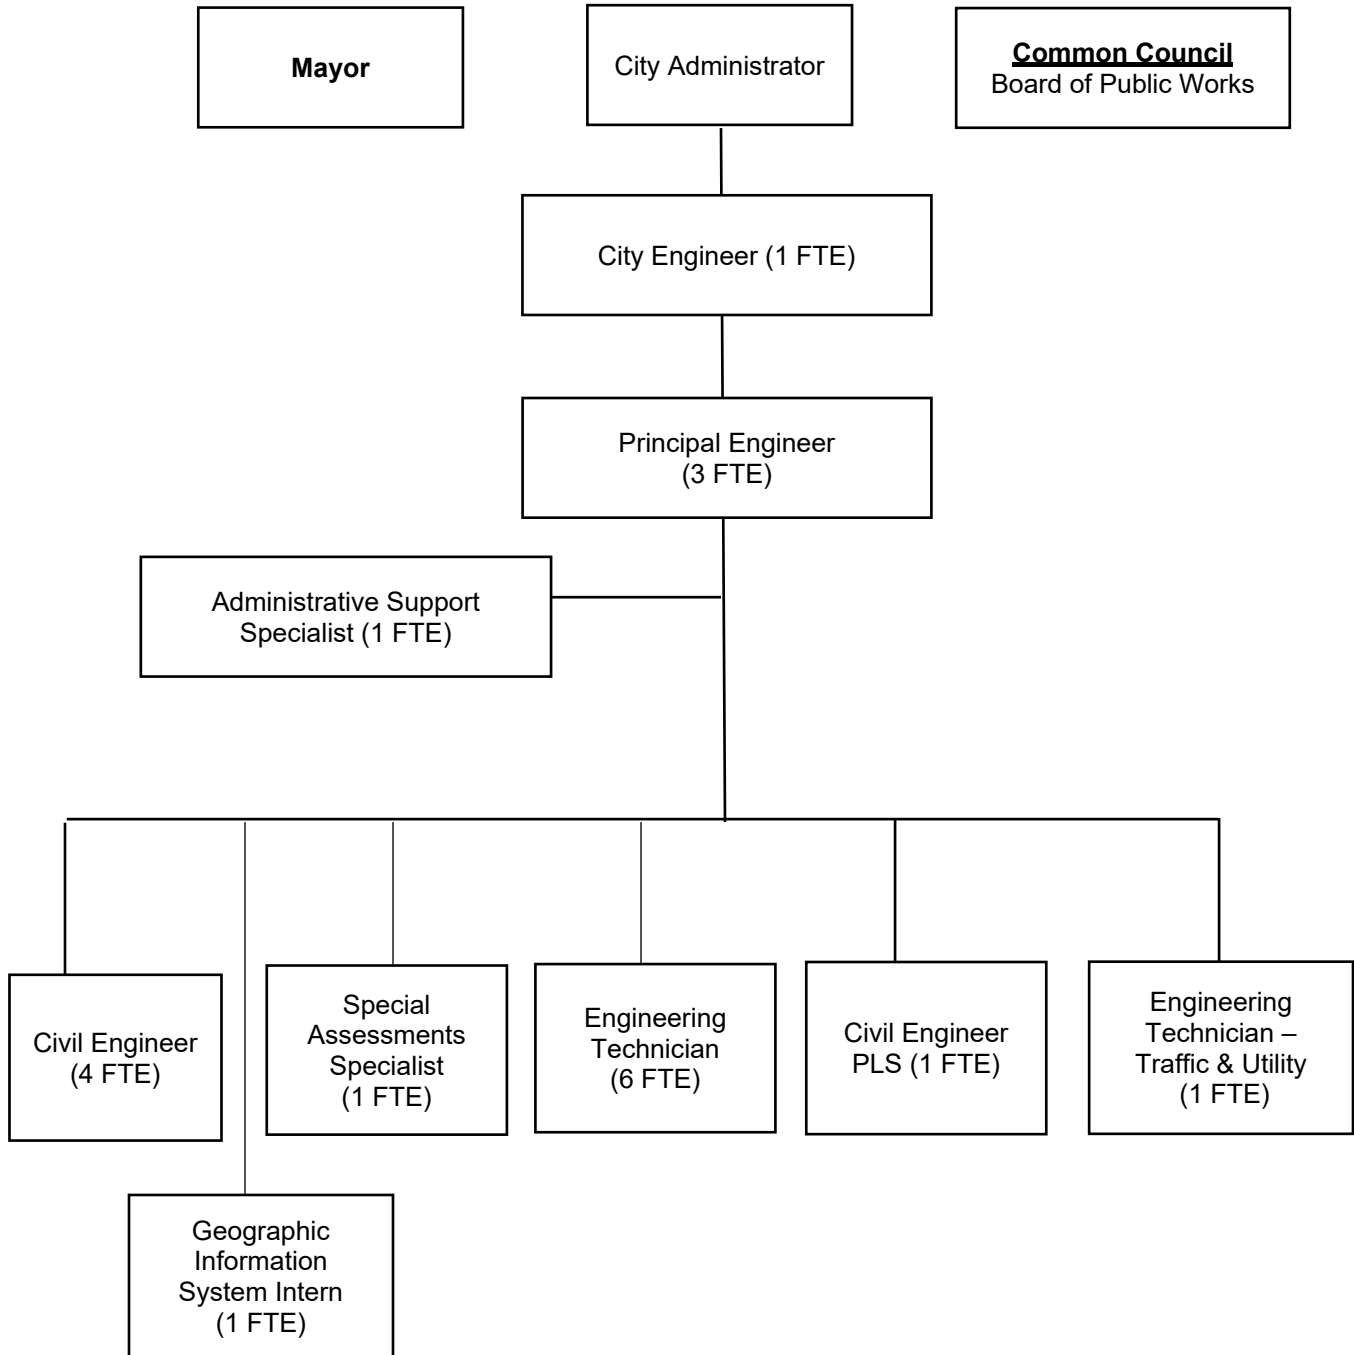 Mayor
City Administrator
Common Council
Board of Public Works
City Engineer (1 FTE)
Principal Engineer
(3 FTE)
Administrative Support
Specialist (1 FTE)
Civil Engineer
(4 FTE)
Special
Assessments
Specialist
(1 FTE)
Engineering
Technician
(6 FTE)
Civil Engineer
PLS (1 FTE)
Engineering
Technician –
Traffic & Utility
(1 FTE)
Geographic
Information
System Intern
(1 FTE)